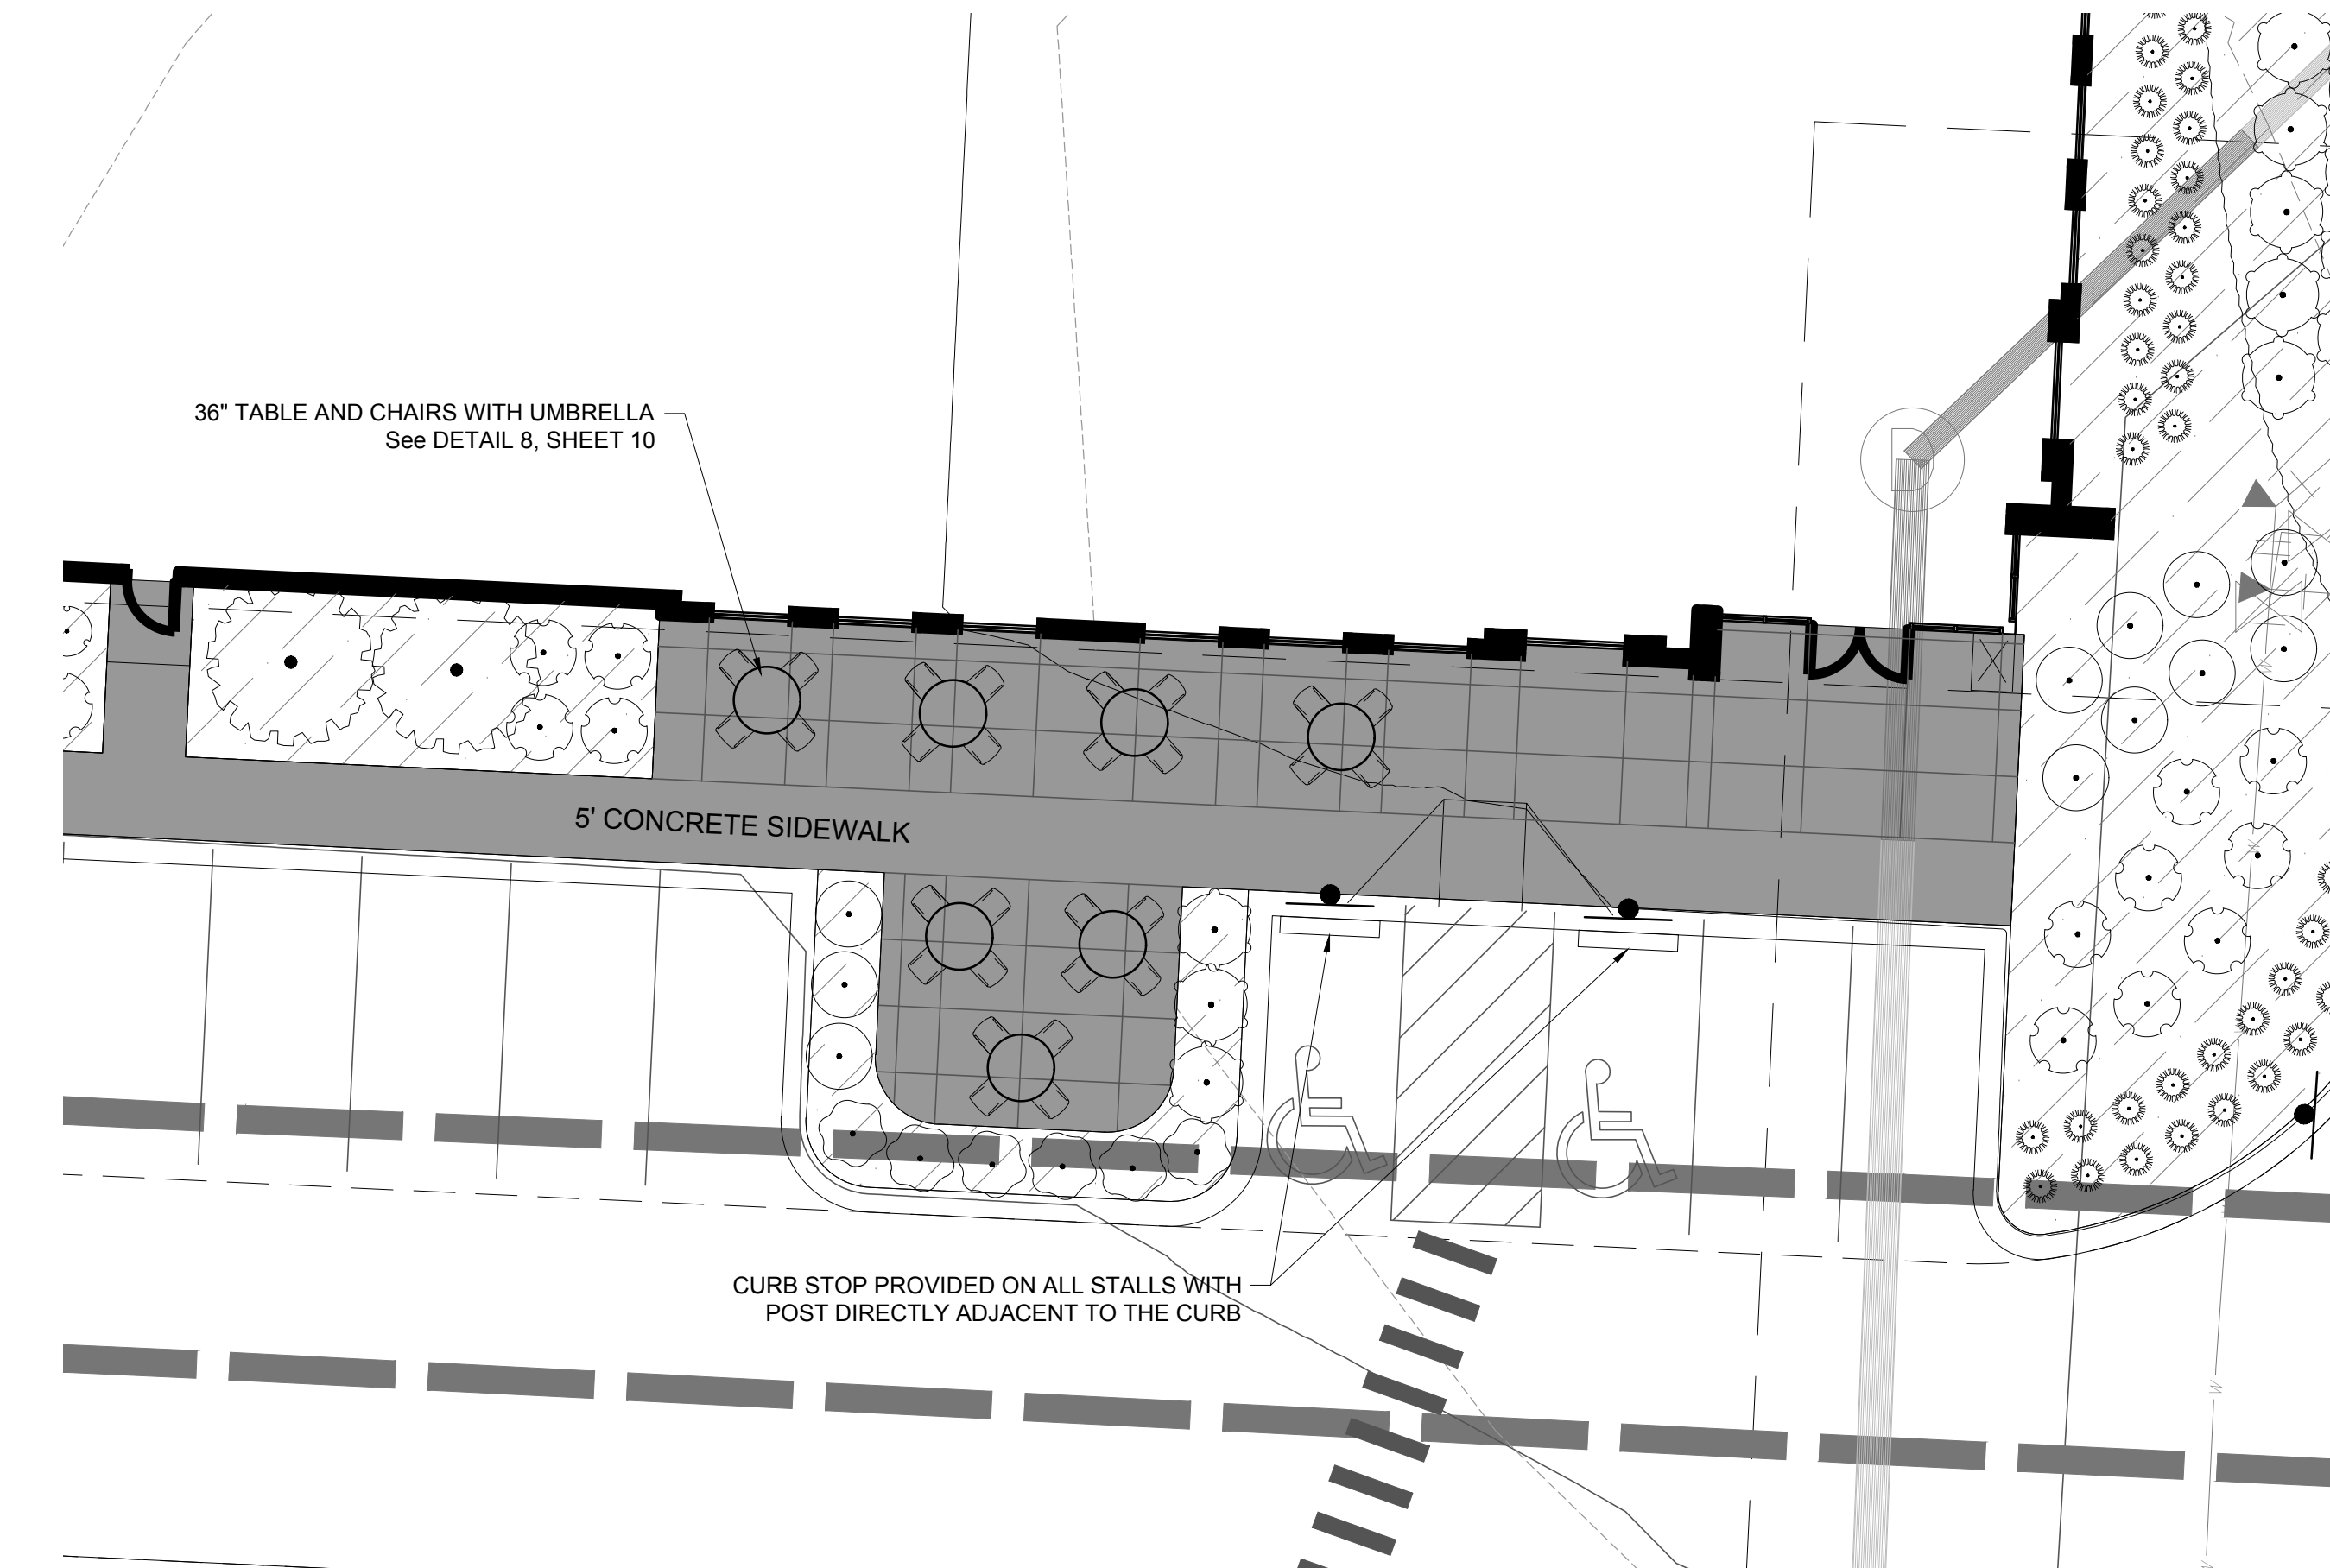 36" TABLE AND CHAIRS WITH UMBRELLA
See DETAIL 8, SHEET 10
5' CONCRETE SIDEWALK
CURB STOP PROVIDED ON ALL STALLS WITH
POST DIRECTLY ADJACENT TO THE CURB
W
W
W
W